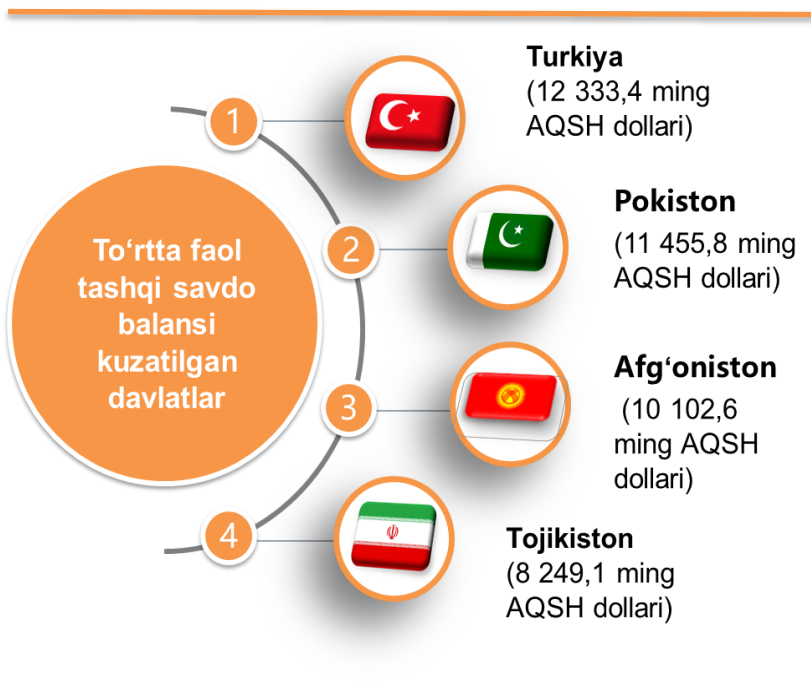 To‘rtta faol
tashqi savdo
balansi
kuzatilgan
davlatlar
1
Turkiya
(12 333,4 ming
AQSH dollari)
2
Pokiston
(11 455,8 ming
AQSH dollari)
3
Afg‘oniston
(10 102,6
ming AQSH
dollari)
4
Tojikiston
(8 249,1 ming
AQSH dollari)